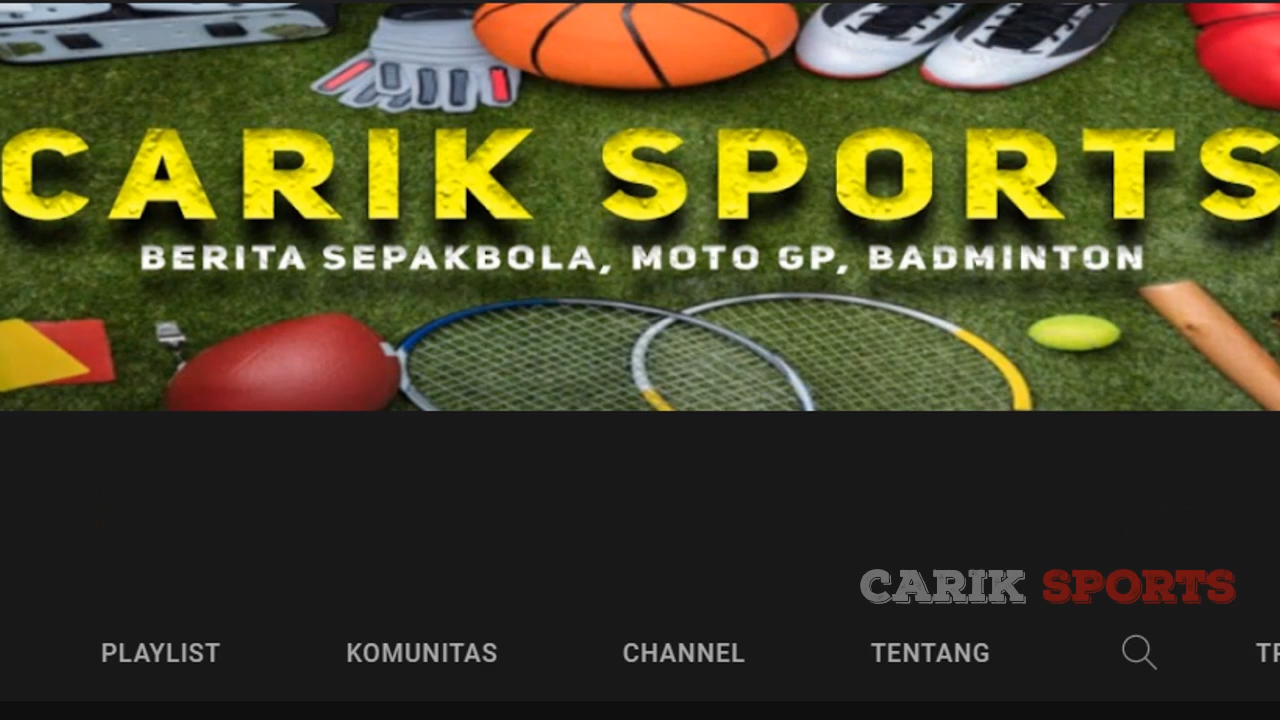 CARIK SPORTS
BERITA SEPAKBOLA, MOTO GP, BADMINTON
CARIK SPORTS
PLAYLIST KOMUNITAS CHANNEL TENTANG